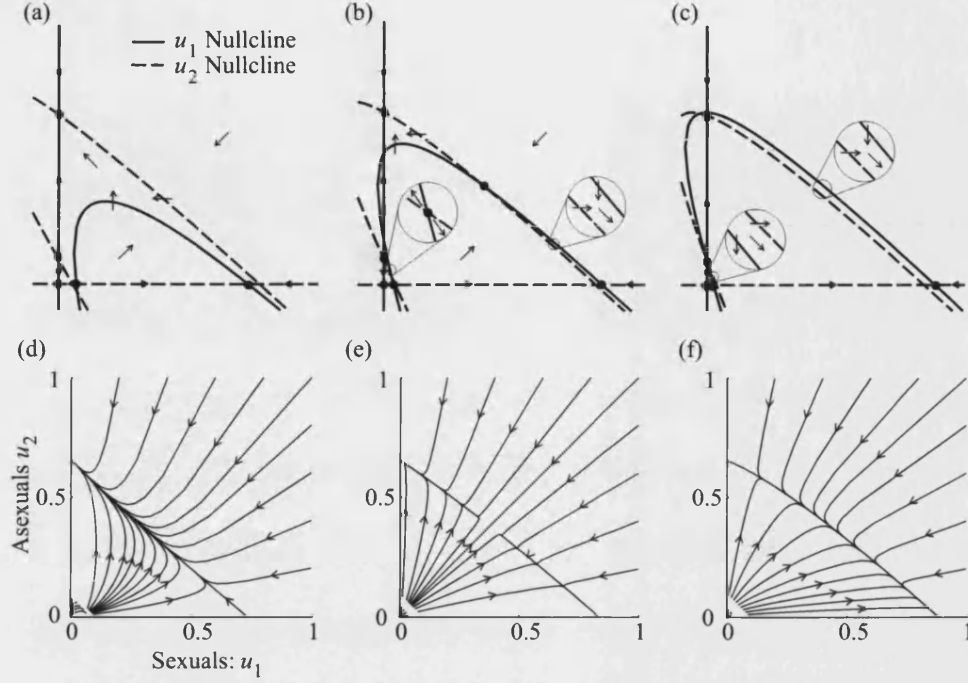 (a)
(b)
(c)
u₁ Nullcline
u₂ Nullcline
(d)
(e)
(f)
1
1
1
Asexuals u₂
0.5
0.5
0.5
0
0
0
0
0.5
1
0
0.5
1
0
0.5
1
Sexuals: u₁